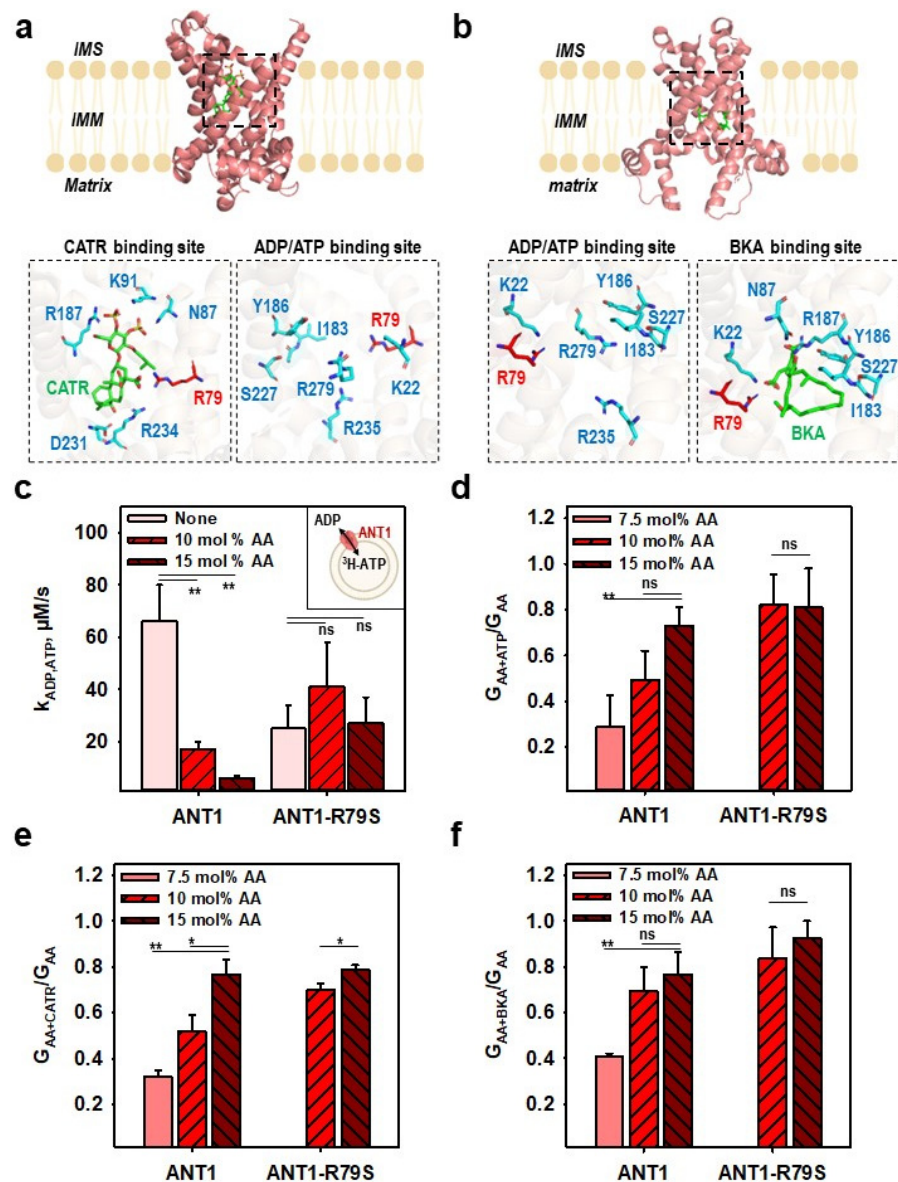 a
IMS
IMM
Matrix
b
IMS
IMM
matrix
CATR binding site
K91
R187
N87
CATR
R79
D231
R234
ADP/ATP binding site
Y186
I183
R79
S227
R279
K22
R235
ADP/ATP binding site
K22
Y186
S227
R279
I183
R79
R235
BKA binding site
N87
K22
R187
Y186
S227
R79
I183
BKA
c
None
10 mol % AA
15 mol % AA
ADP
ANT1
³H-ATP
**
**
ns
ns
100
80
60
40
20
k_ADP,ATP, µM/s
ANT1
ANT1-R79S
d
7.5 mol% AA
10 mol% AA
15 mol% AA
ns
**
ns
1.2
1.0
0.8
0.6
0.4
0.2
G_AA+ATP/G_AA
ANT1
ANT1-R79S
e
7.5 mol% AA
10 mol% AA
15 mol% AA
**
*
*
1.2
1.0
0.8
0.6
0.4
0.2
G_AA+CATR/G_AA
ANT1
ANT1-R79S
f
7.5 mol% AA
10 mol% AA
15 mol% AA
ns
**
ns
1.2
1.0
0.8
0.6
0.4
0.2
G_AA+BKA/G_AA
ANT1
ANT1-R79S